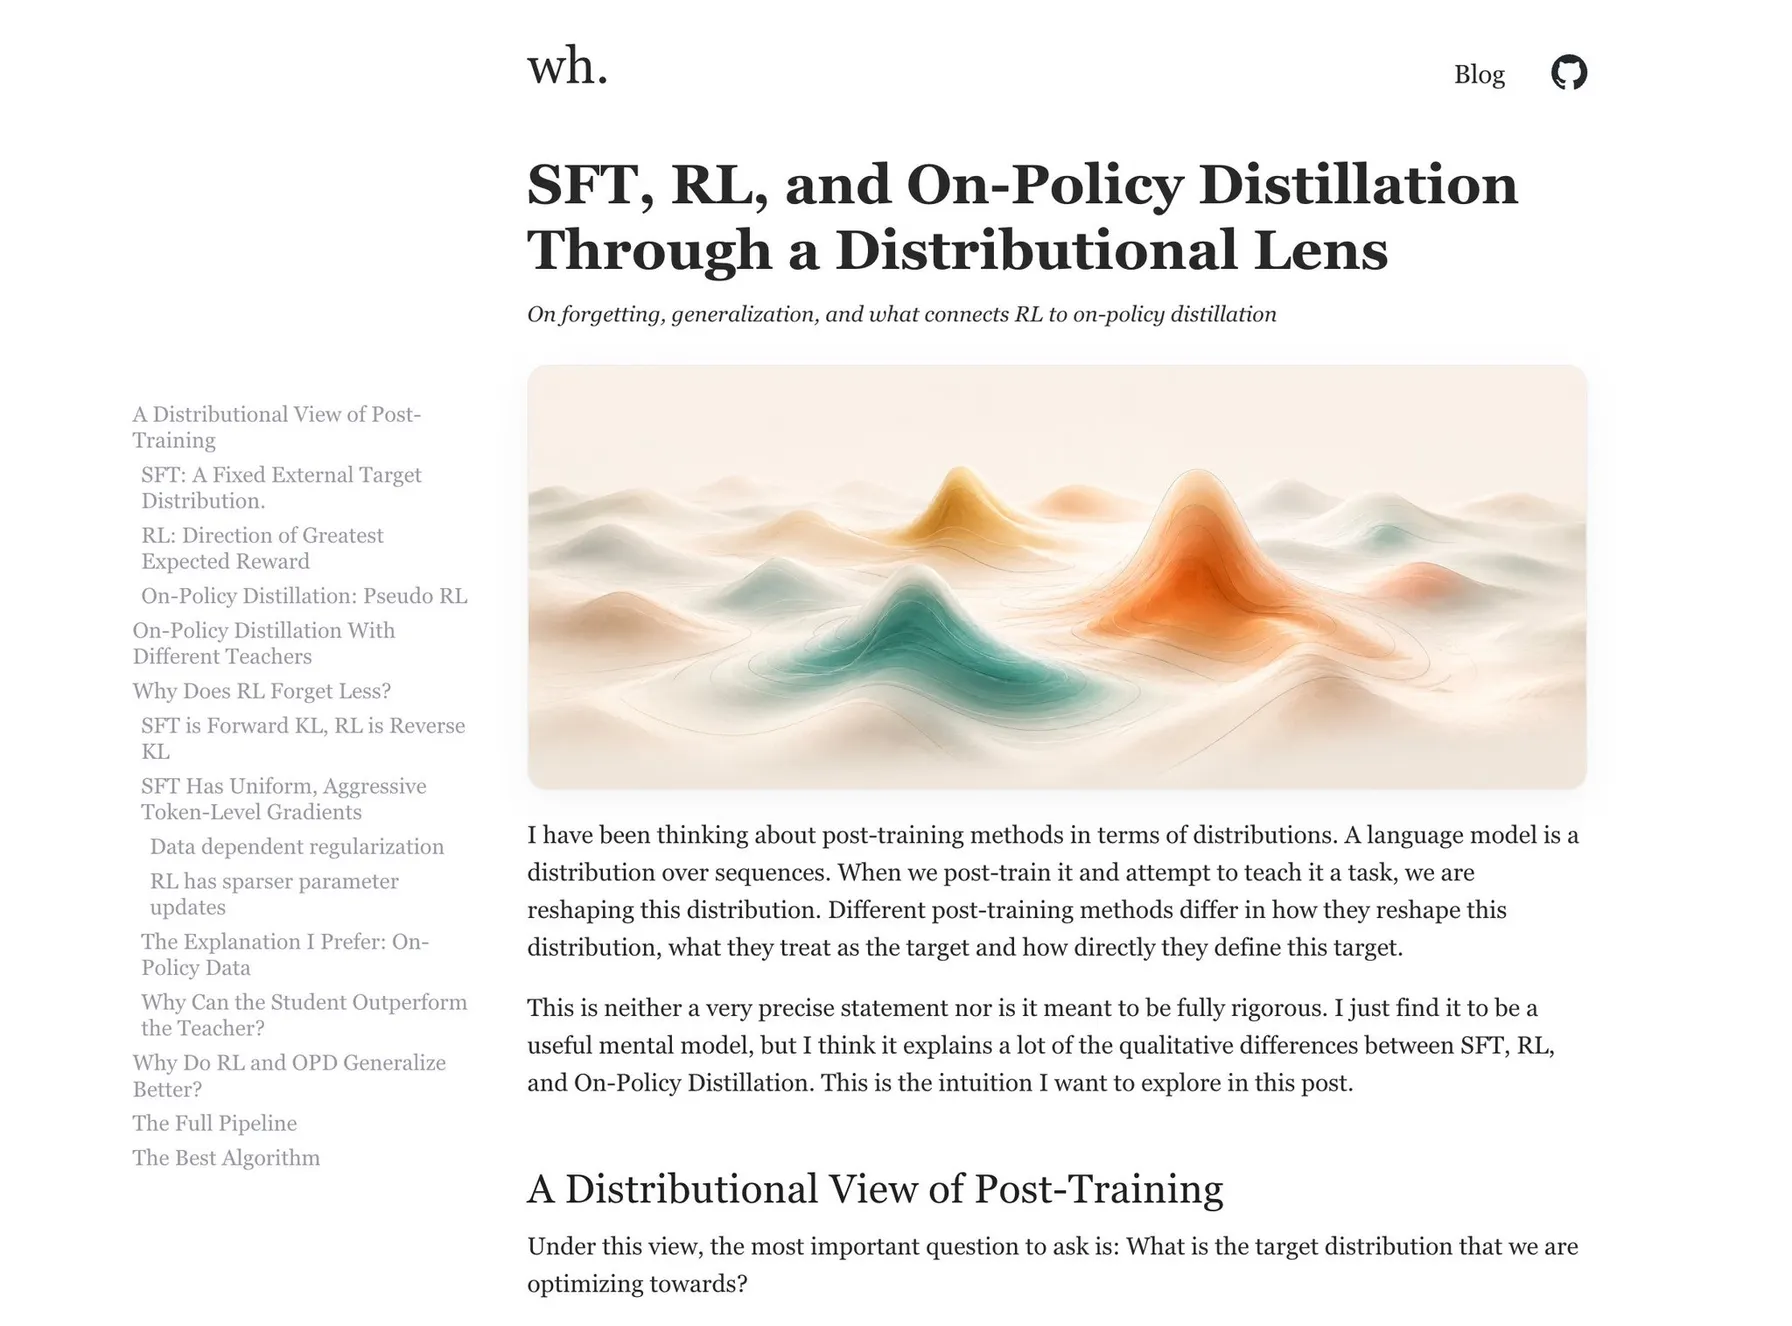 wh.
Blog
SFT, RL, and On-Policy Distillation
Through a Distributional Lens
On forgetting, generalization, and what connects RL to on-policy distillation
A Distributional View of Post-
Training
SFT: A Fixed External Target
Distribution.
RL: Direction of Greatest
Expected Reward
On-Policy Distillation: Pseudo RL
On-Policy Distillation With
Different Teachers
Why Does RL Forget Less?
SFT is Forward KL, RL is Reverse
KL
SFT Has Uniform, Aggressive
Token-Level Gradients
Data dependent regularization
RL has sparser parameter
updates
The Explanation I Prefer: On-
Policy Data
Why Can the Student Outperform
the Teacher?
Why Do RL and OPD Generalize
Better?
The Full Pipeline
The Best Algorithm
I have been thinking about post-training methods in terms of distributions. A language model is a
distribution over sequences. When we post-train it and attempt to teach it a task, we are
reshaping this distribution. Different post-training methods differ in how they reshape this
distribution, what they treat as the target and how directly they define this target.
This is neither a very precise statement nor is it meant to be fully rigorous. I just find it to be a
useful mental model, but I think it explains a lot of the qualitative differences between SFT, RL,
and On-Policy Distillation. This is the intuition I want to explore in this post.
A Distributional View of Post-Training
Under this view, the most important question to ask is: What is the target distribution that we are
optimizing towards?